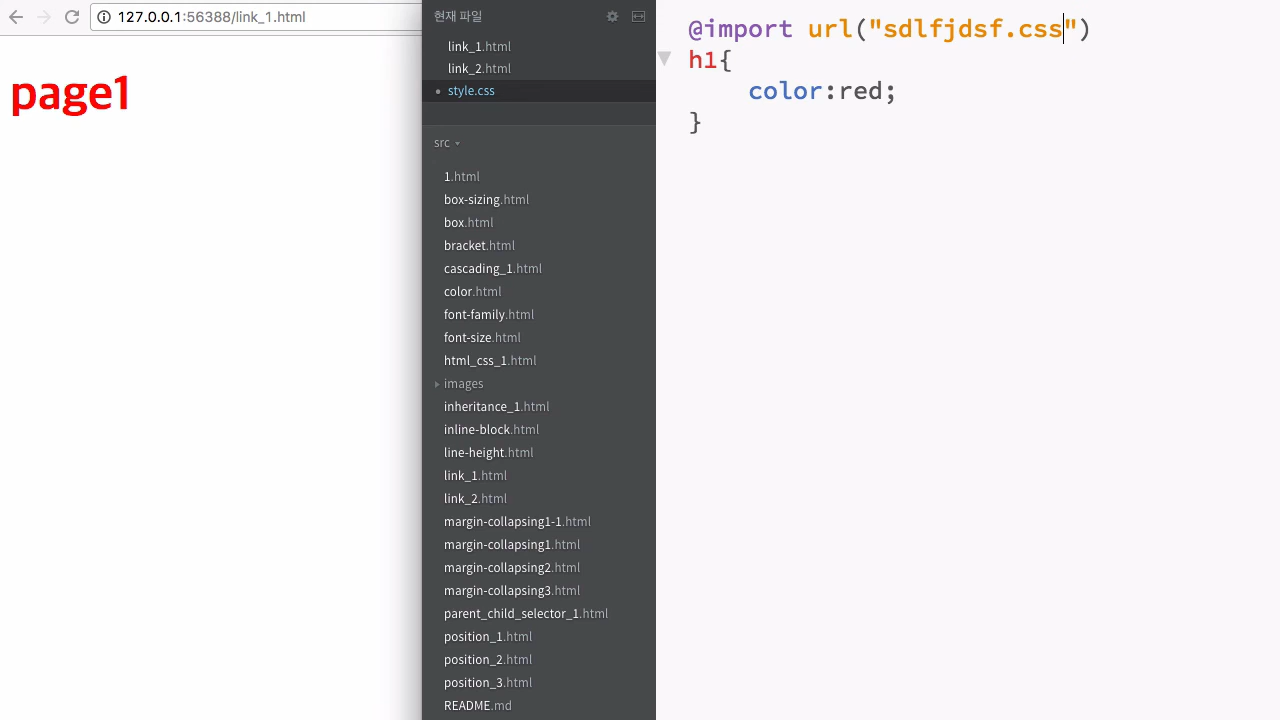 127.0.0.1:56388/link_1.html
page1
현재 파일
link_1.html
link_2.html
style.css
src
1.html
box-sizing.html
box.html
bracket.html
cascading_1.html
color.html
font-family.html
font-size.html
html_css_1.html
images
inheritance_1.html
inline-block.html
line-height.html
link_1.html
link_2.html
margin-collapsing1-1.html
margin-collapsing1.html
margin-collapsing2.html
margin-collapsing3.html
parent_child_selector_1.html
position_1.html
position_2.html
position_3.html
README.md
@import url("sdlfjdsf.css")
h1{
color:red;
}